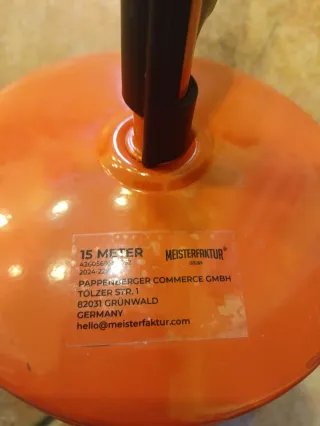 15 METER
MEISTERFAKTUR®
PAPPENBERGER COMMERCE GMBH
TÖLZER STR. 1
82031 GRÜNWALD
GERMANY
hello@meisterfaktur.com